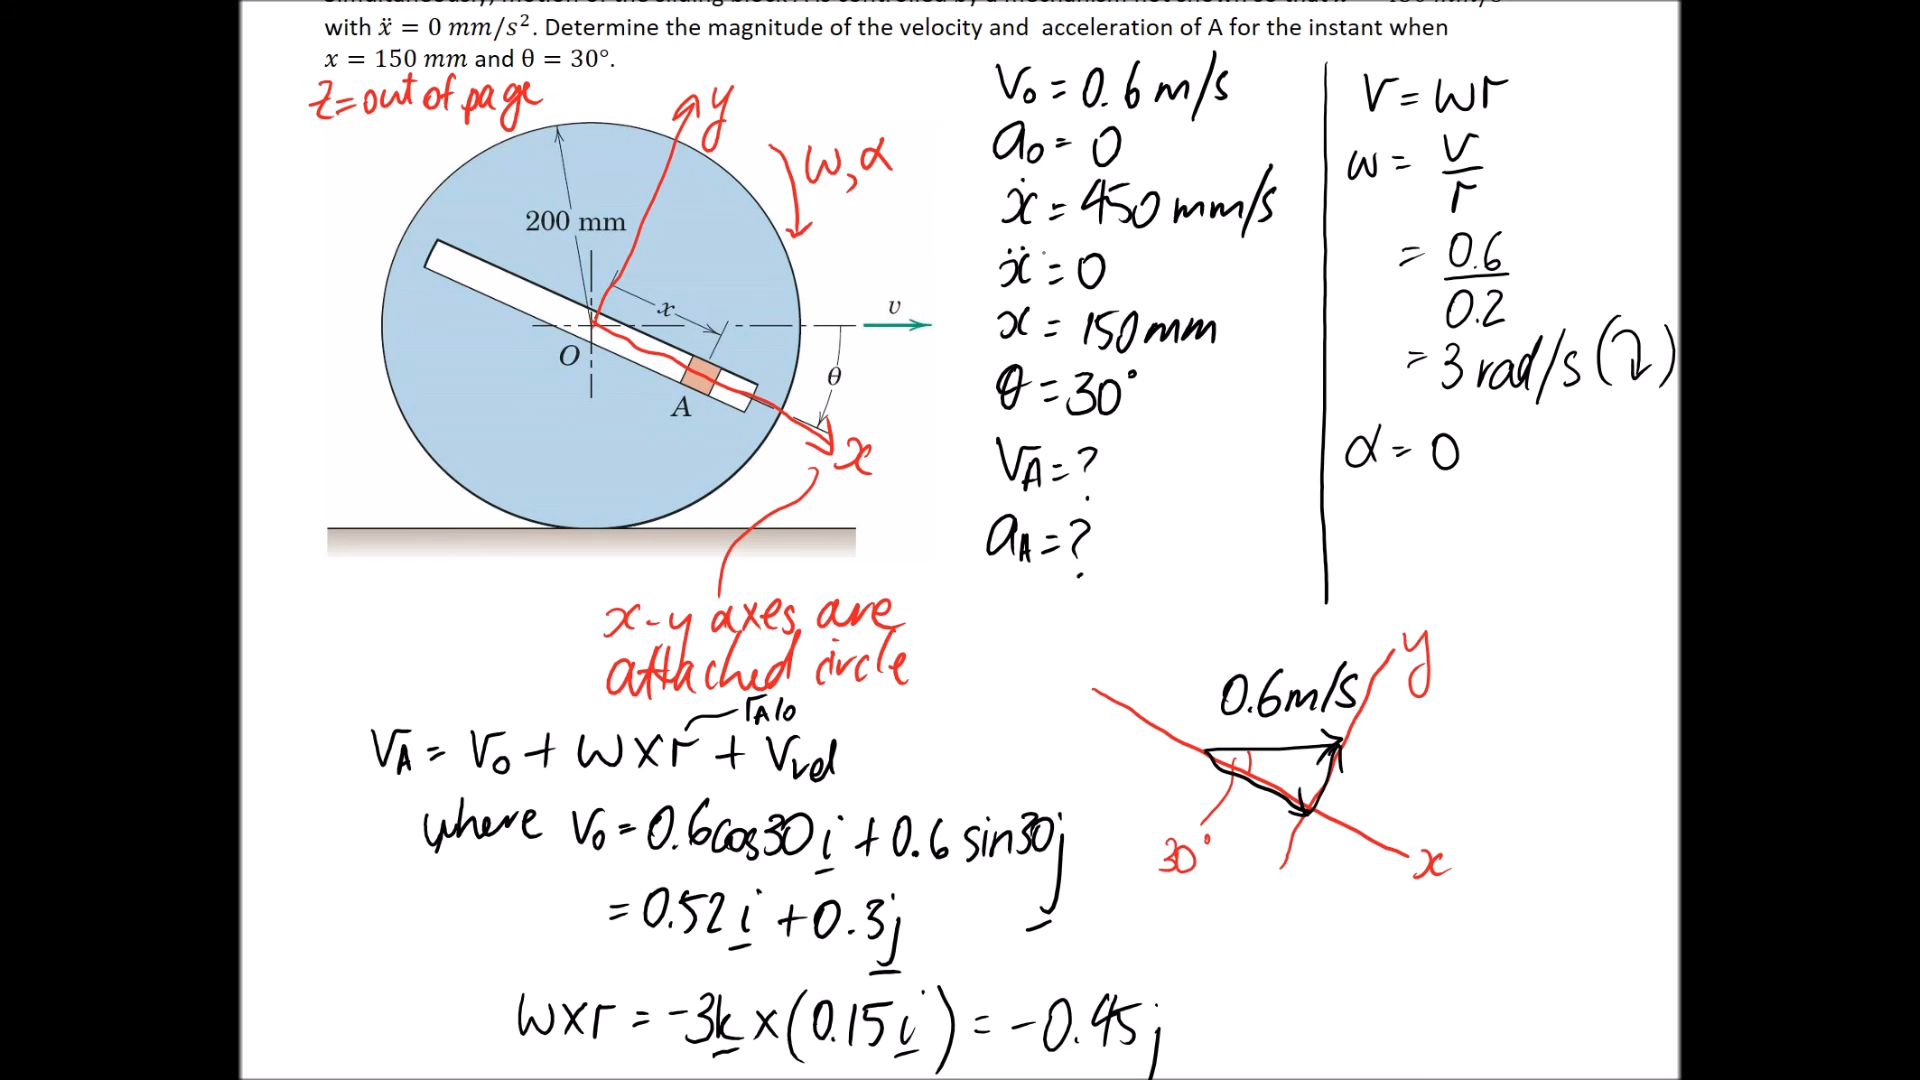 with ẍ = 0 mm/s². Determine the magnitude of the velocity and acceleration of A for the instant when
x = 150 mm and θ = 30°.
z = out of page
y
ω, α
200 mm
x
v
O
θ
A
x
x-y axes are
attached circle
V₀ = 0.6 m/s
a₀ = 0
ẋ = 450 mm/s
ẍ = 0
x = 150 mm
θ = 30°
V_A = ?
a_A = ?
V = ωr
ω = V/r
= 0.6/0.2
= 3 rad/s (↷)
α = 0
r_A/o
V_A = V₀ + ω × r + V_rel
where V₀ = 0.6cos30 i + 0.6 sin30 j
= 0.52 i + 0.3 j
ω × r = -3k × (0.15 i) = -0.45 j
0.6 m/s
y
30°
x